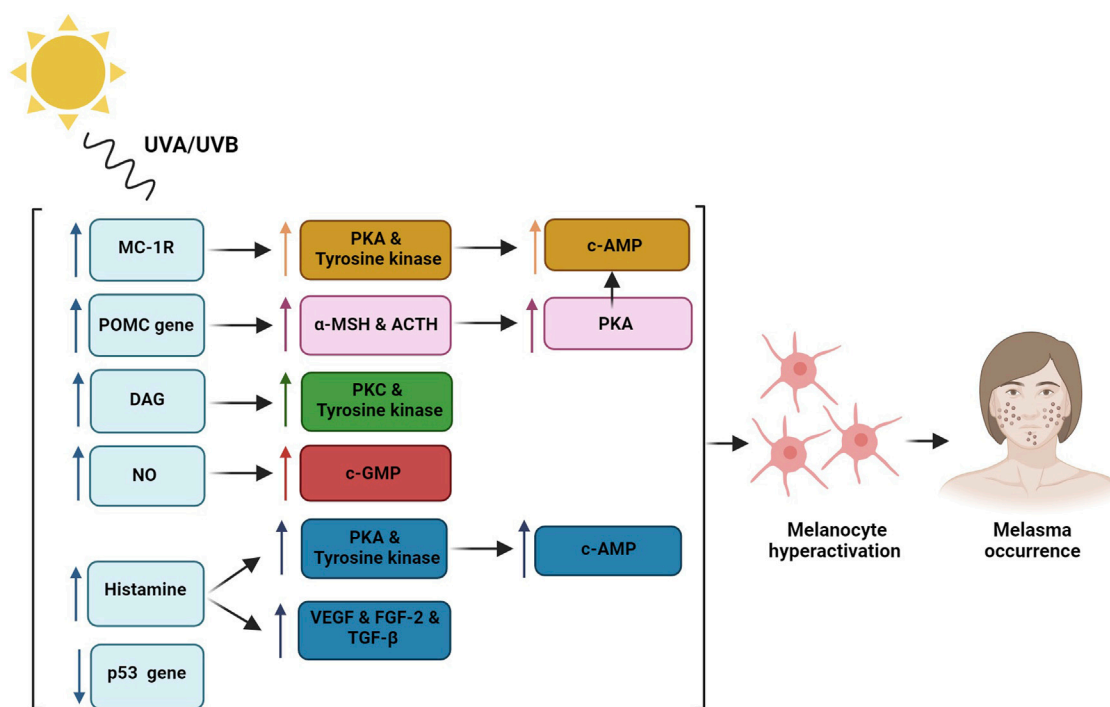 UVA/UVB
MC-1R
PKA &
Tyrosine kinase
c-AMP
POMC gene
α-MSH & ACTH
PKA
DAG
PKC &
Tyrosine kinase
NO
c-GMP
Histamine
PKA &
Tyrosine kinase
c-AMP
VEGF & FGF-2 &
TGF-β
p53 gene
Melanocyte
hyperactivation
Melasma
occurrence